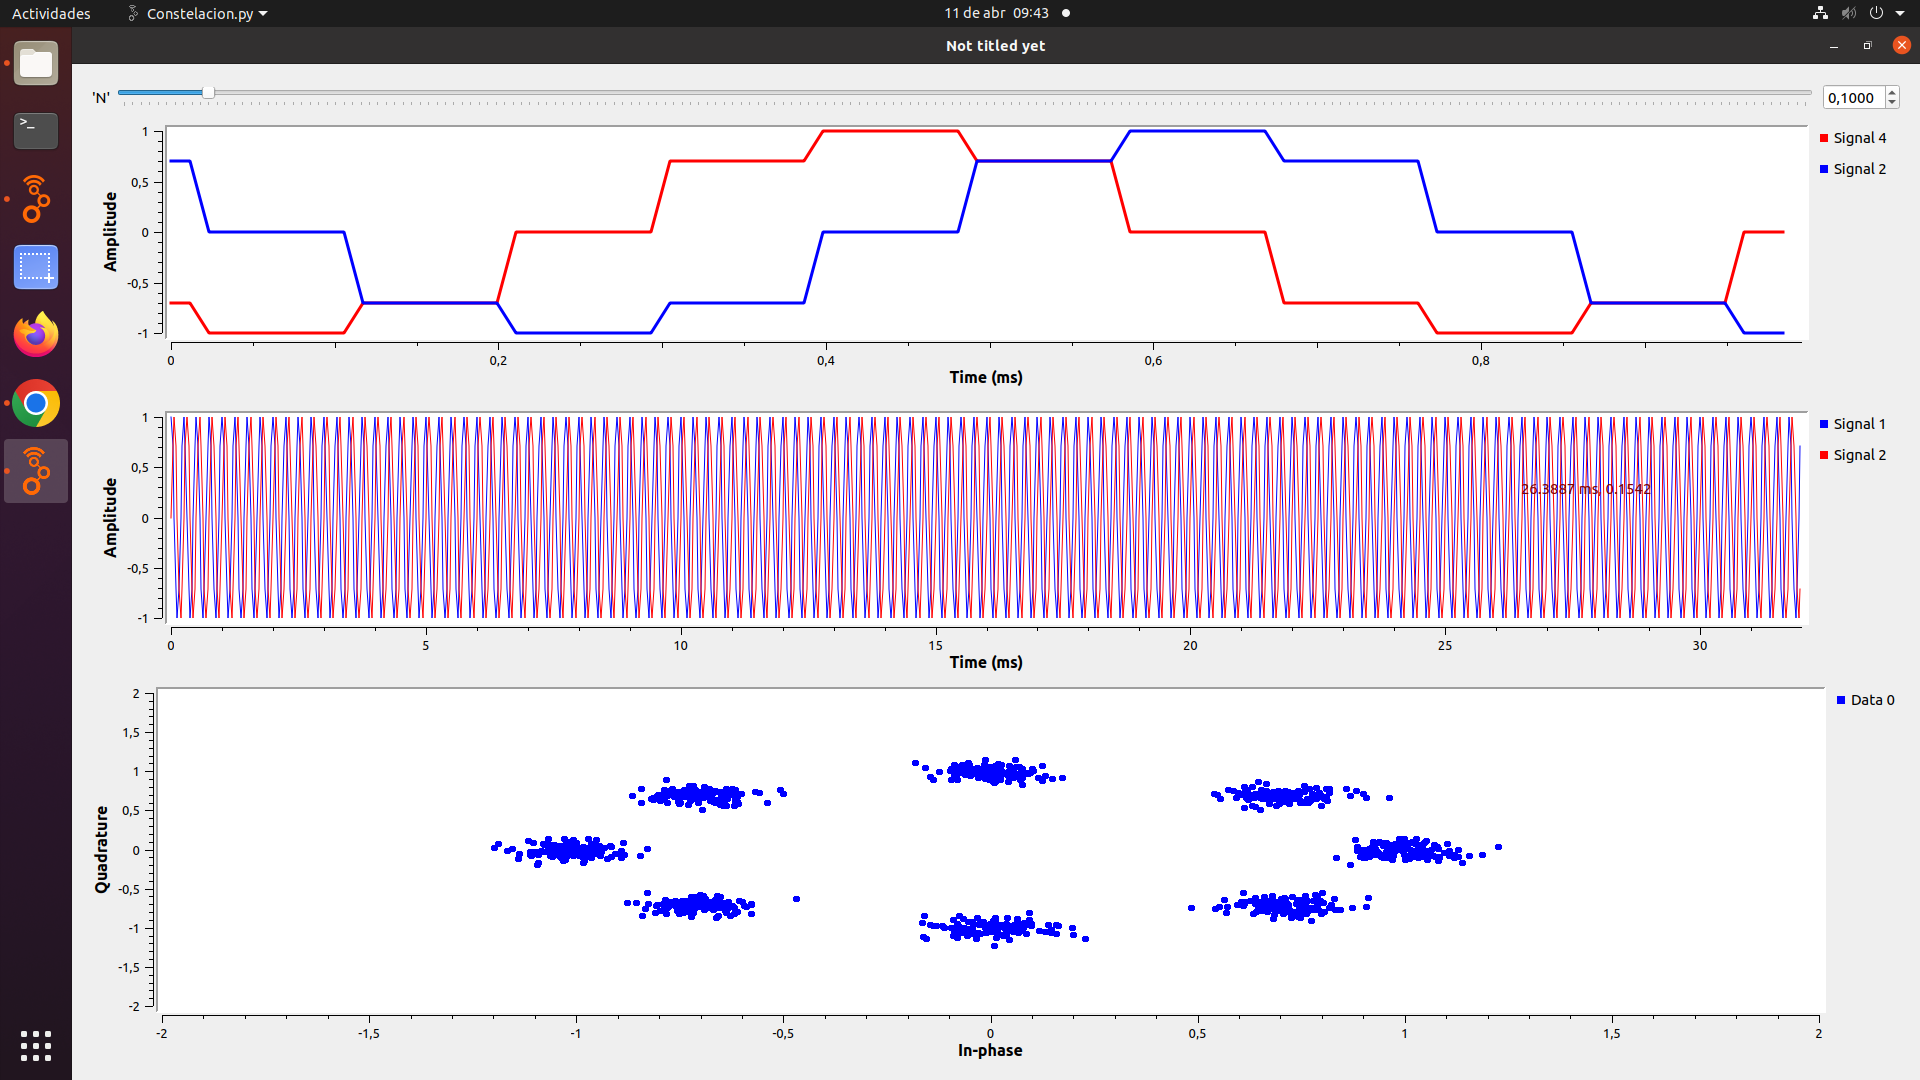 Actividades
Constelacion.py
11 de abr 09:43
Not titled yet
'N'
0,1000
1
0,5
0
-0,5
-1
Amplitude
0 0,2 0,4 0,6 0,8
Time (ms)
Signal 4
Signal 2
1
0,5
0
-0,5
-1
Amplitude
26.3887 ms, 0.1542
0 5 10 15 20 25 30
Time (ms)
Signal 1
Signal 2
2
1,5
1
0,5
0
-0,5
-1
-1,5
-2
Quadrature
-2 -1,5 -1 -0,5 0 0,5 1 1,5 2
In-phase
Data 0